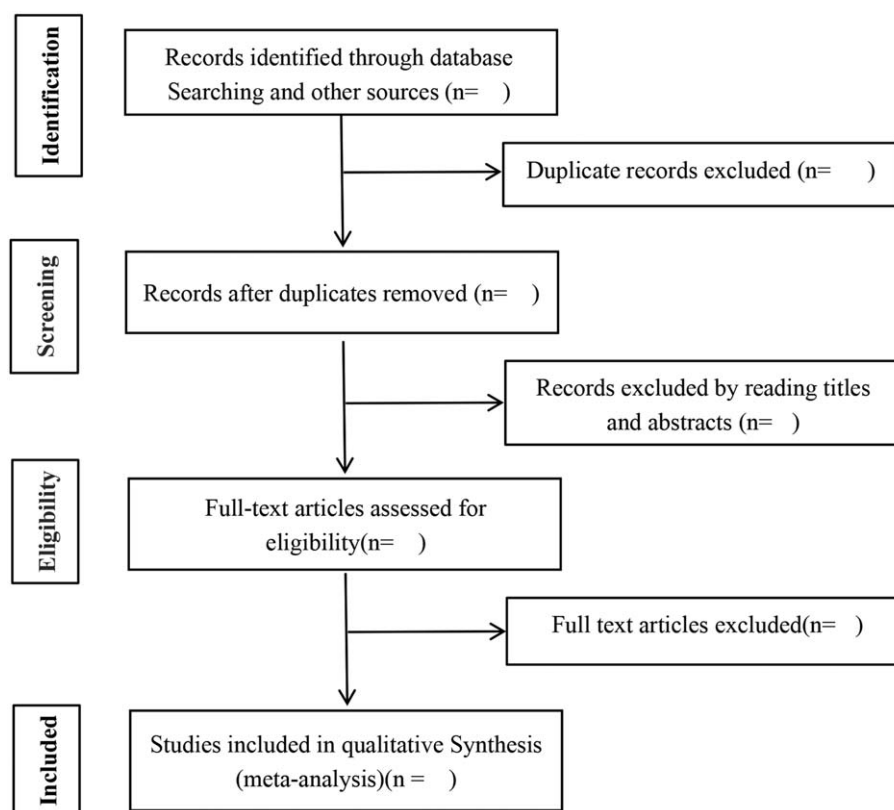 Identification
Records identified through database
Searching and other sources (n=    )
Duplicate records excluded (n=    )
Screening
Records after duplicates removed (n=    )
Records excluded by reading titles
and abstracts (n=    )
Eligibility
Full-text articles assessed for
eligibility(n=    )
Full text articles excluded(n=    )
Included
Studies included in qualitative Synthesis
(meta-analysis)(n =    )